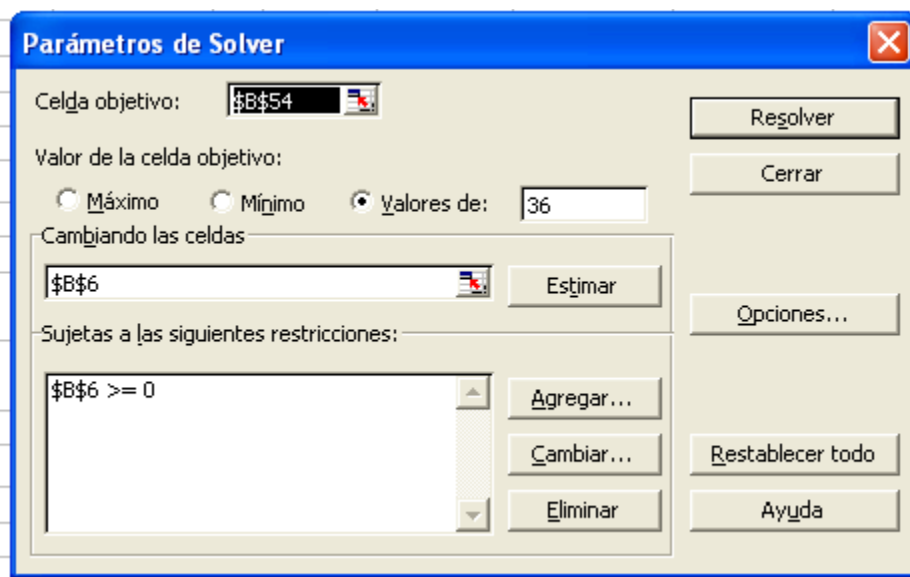 Parámetros de Solver
Celda objetivo: $B$54
Resolver
Valor de la celda objetivo:
Cerrar
Máximo Mínimo Valores de: 36
Cambiando las celdas
$B$6 Estimar
Opciones...
Sujetas a las siguientes restricciones:
$B$6 >= 0
Agregar...
Cambiar...
Restablecer todo
Eliminar
Ayuda